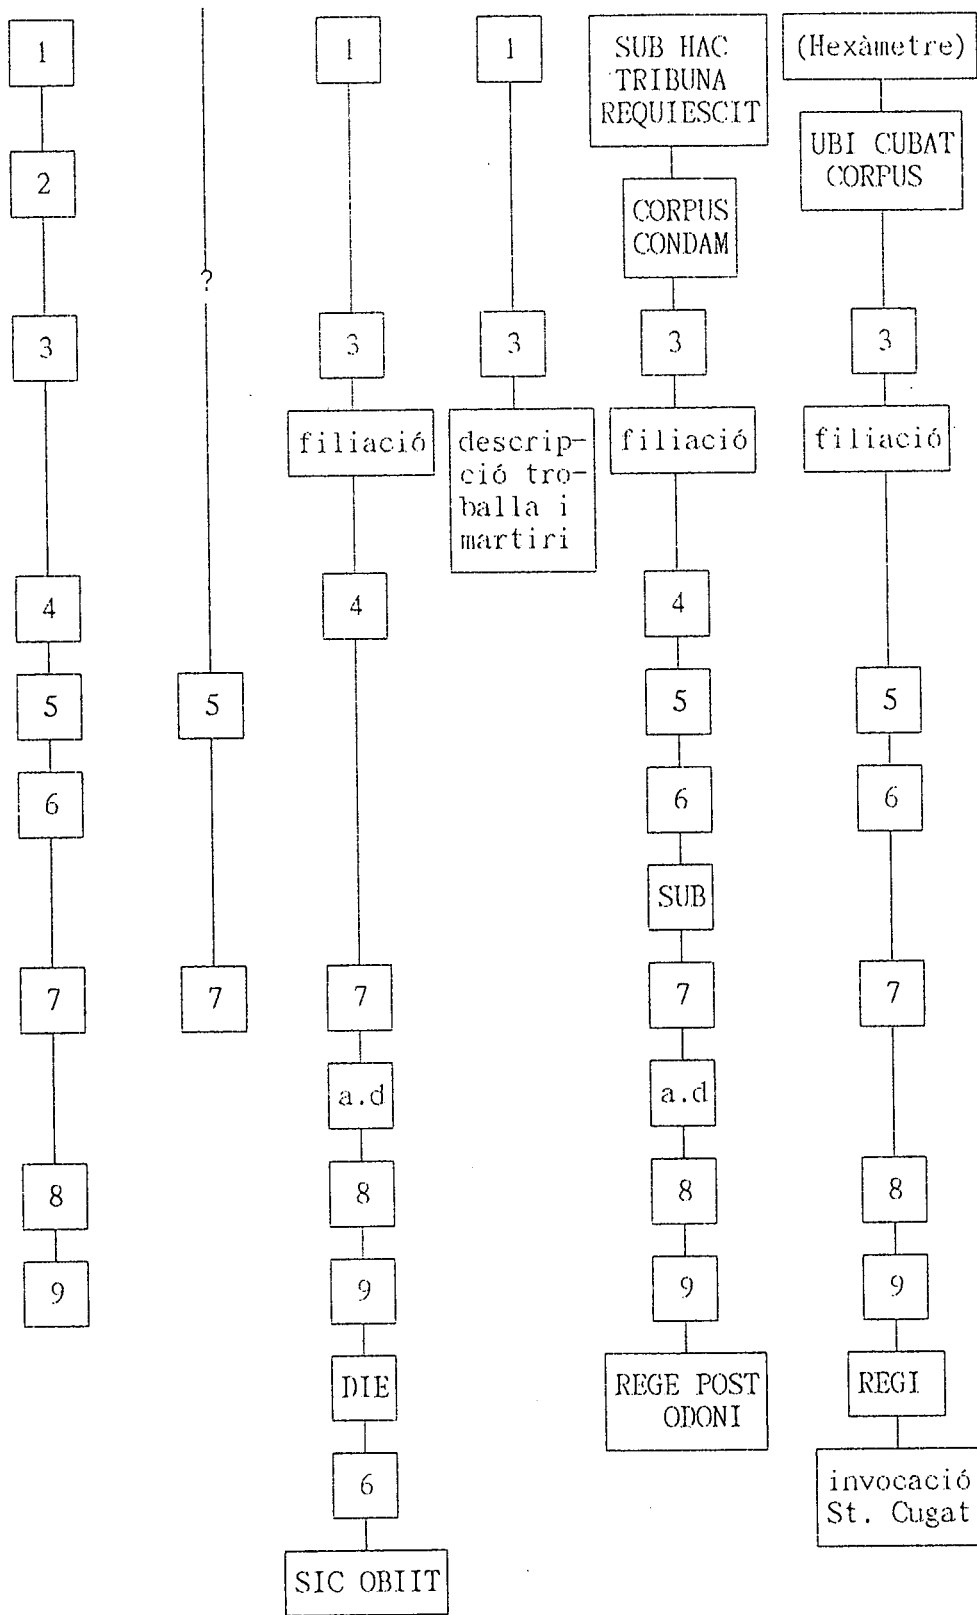 1
2
3
4
5
6
7
8
9
?
5
7
1
3
filiació
4
7
a.d
8
9
DIE
6
SIC OBIIT
1
3
descrip-
ció tro-
balla i
martiri
SUB HAC
TRIBUNA
REQUIESCIT
CORPUS
CONDAM
3
filiació
4
5
6
SUB
7
a.d
8
9
REGE POST
ODONI
(Hexàmetre)
UBI CUBAT
CORPUS
3
filiació
5
6
7
8
9
REGI
invocació
St. Cugat